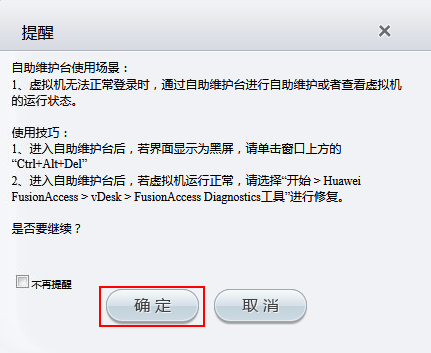 提醒
自助维护台使用场景：
1、虚拟机无法正常登录时，通过自助维护台进行自助维护或者查看虚拟机
的运行状态。
使用技巧：
1、进入自助维护台后，若界面显示为黑屏，请单击窗口上方的
“Ctrl+Alt+Del”
2、进入自助维护台后，若虚拟机运行正常，请选择“开始 > Huawei
FusionAccess > vDesk > FusionAccess Diagnostics工具”进行修复。
是否要继续？
不再提醒
确定 取消